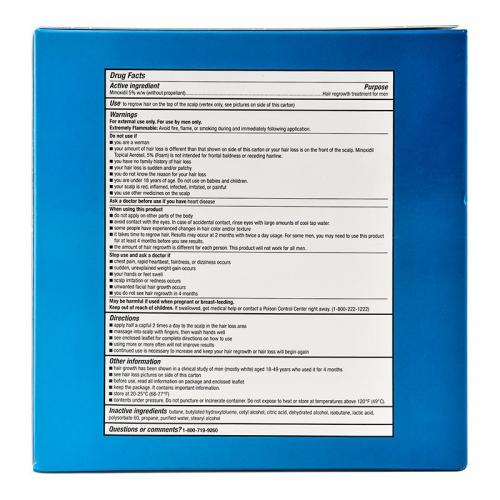 Drug Facts
Active ingredient Purpose
Minoxidil 5% w/w (without propellant) Hair regrowth treatment for men
Use to regrow hair on the top of the scalp (vertex only, see pictures on side of this carton)
Warnings
For external use only. For use by men only.
Extremely Flammable: Avoid fire, flame, or smoking during and immediately following application.
Do not use if
■ you are a woman
■ your amount of hair loss is different than that shown on side of this carton or your hair loss is on the front of the scalp. Minoxidil
Topical Aerosol, 5% (Foam) is not intended for frontal baldness or receding hairline.
■ you have no family history of hair loss
■ your hair loss is sudden and/or patchy
■ you do not know the reason for your hair loss
■ you are under 18 years of age. Do not use on babies and children.
■ your scalp is red, inflamed, infected, irritated, or painful
■ you use other medicines on the scalp
Ask a doctor before use if you have heart disease
When using this product
■ do not apply on other parts of the body
■ avoid contact with the eyes. In case of accidental contact, rinse eyes with large amounts of cool tap water.
■ some people have experienced changes in hair color and/or texture
■ it takes time to regrow hair. Results may occur at 2 months with twice a day usage. For some men, you may need to use this product
for at least 4 months before you see results.
■ the amount of hair regrowth is different for each person. This product will not work for all men.
Stop use and ask a doctor if
■ chest pain, rapid heartbeat, faintness, or dizziness occurs
■ sudden, unexplained weight gain occurs
■ your hands or feet swell
■ scalp irritation or redness occurs
■ unwanted facial hair growth occurs
■ you do not see hair regrowth in 4 months
May be harmful if used when pregnant or breast-feeding.
Keep out of reach of children. If swallowed, get medical help or contact a Poison Control Center right away. (1-800-222-1222)
Directions
■ apply half a capful 2 times a day to the scalp in the hair loss area
■ massage into scalp with fingers, then wash hands well
■ see enclosed leaflet for complete directions on how to use
■ using more or more often will not improve results
■ continued use is necessary to increase and keep your hair regrowth or hair loss will begin again
Other information
■ hair growth has been shown in a clinical study of men (mostly white) aged 18-49 years who used it for 4 months
■ see hair loss pictures on side of this carton
■ before use, read all information on package and enclosed leaflet
■ keep the package. It contains important information.
■ store at 20-25°C (68-77°F)
■ contents under pressure. Do not puncture or incinerate container. Do not expose to heat or store at temperatures above 120°F (49°C).
Inactive ingredients butane, butylated hydroxytoluene, cetyl alcohol, citric acid, dehydrated alcohol, isobutane, lactic acid,
polysorbate 60, propane, purified water, stearyl alcohol
Questions or comments? 1-800-719-9260